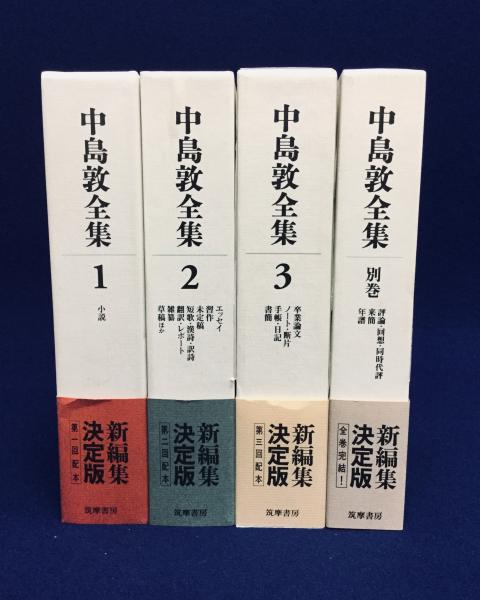 中島敦全集
1
小説
新編集
決定版
第一回配本
筑摩書房
中島敦全集
2
エッセイ
習作
未定稿
短歌・漢詩・訳詩
翻訳・レポート
雑纂
草稿ほか
新編集
決定版
第二回配本
筑摩書房
中島敦全集
3
卒業論文
ノート・断片
手帳・日記
書簡
新編集
決定版
第三回配本
筑摩書房
中島敦全集
別巻
評論・回想・同時代評
来簡
年譜
新編集
決定版
全巻完結！
筑摩書房